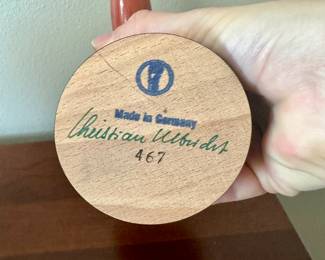 Made in Germany
Christian Ulbricht
467